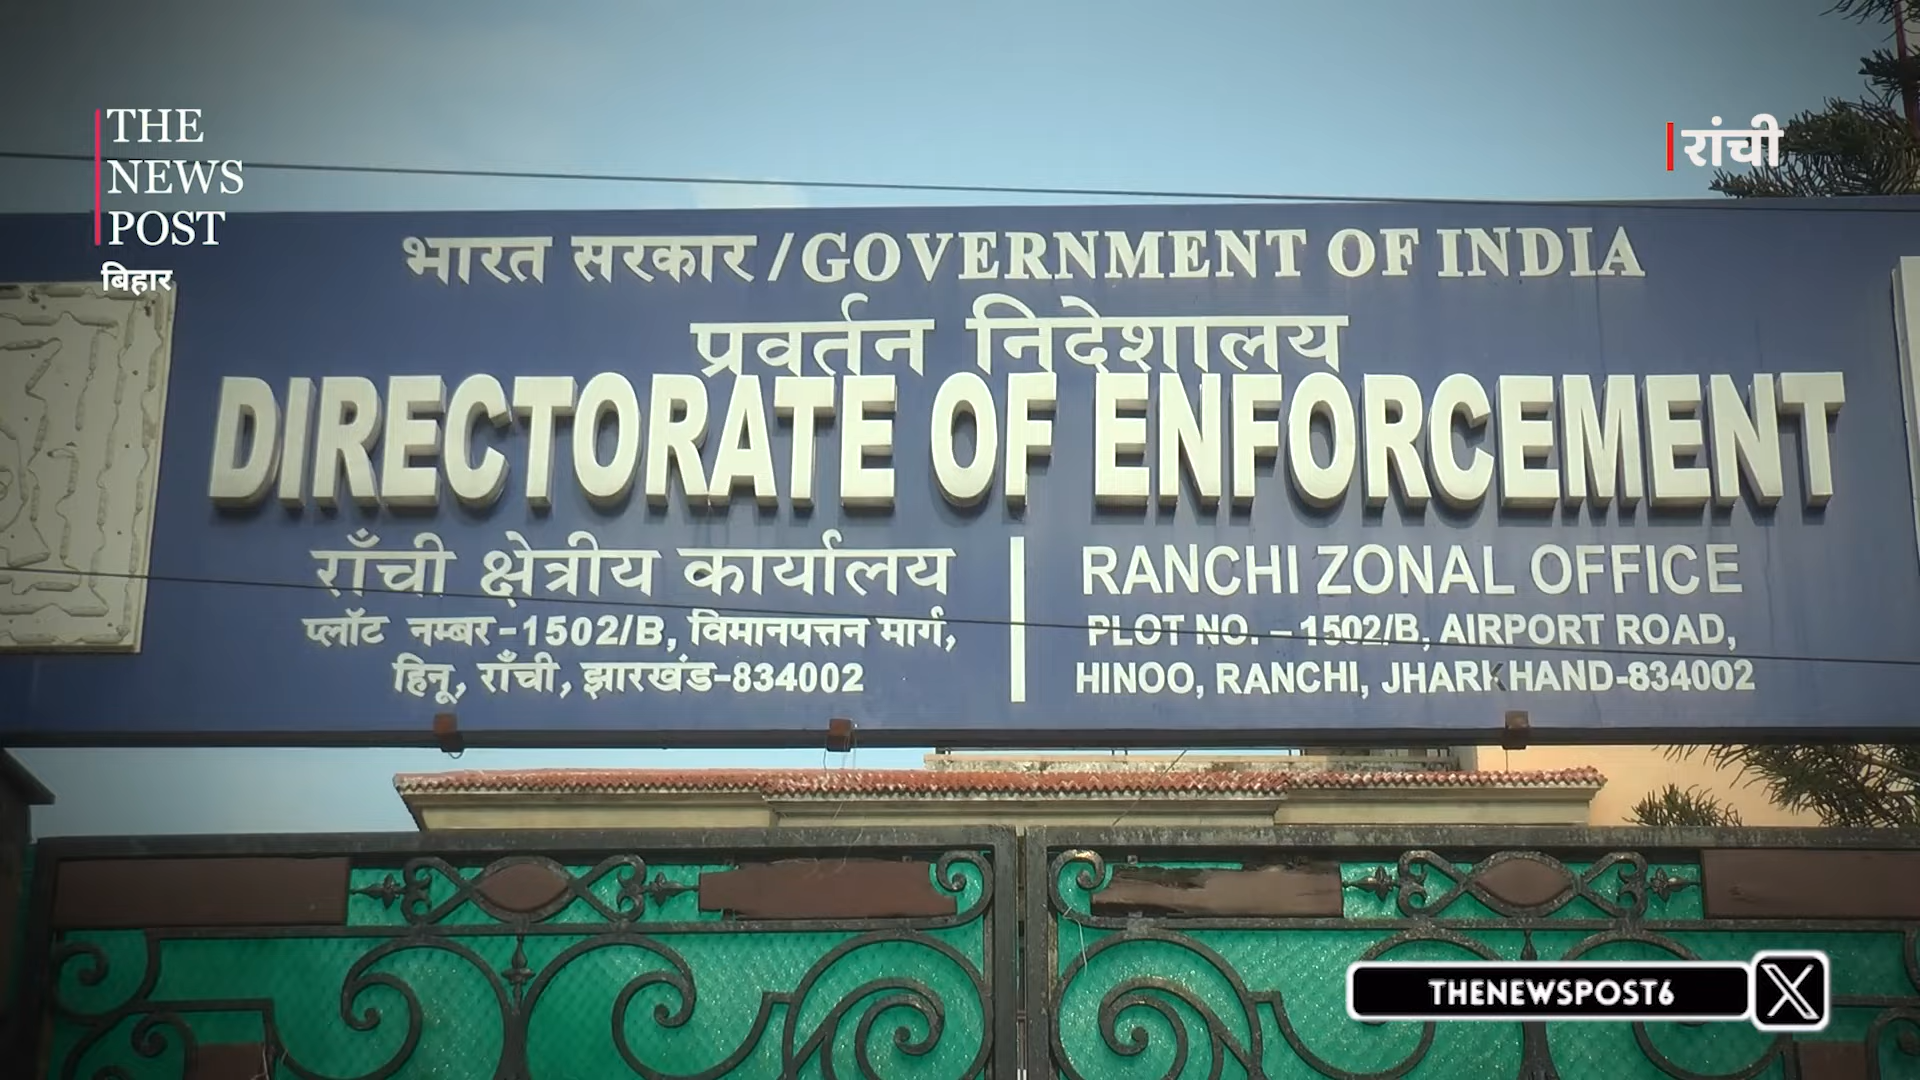 THE
NEWS
POST
बिहार
रांची
भारत सरकार / GOVERNMENT OF INDIA
प्रवर्तन निदेशालय
DIRECTORATE OF ENFORCEMENT
राँची क्षेत्रीय कार्यालय
प्लॉट नम्बर-1502/B, विमानपत्तन मार्ग,
हिनू, राँची, झारखंड-834002
RANCHI ZONAL OFFICE
PLOT NO. – 1502/B, AIRPORT ROAD,
HINOO, RANCHI, JHARKHAND-834002
THENEWSPOST6
X